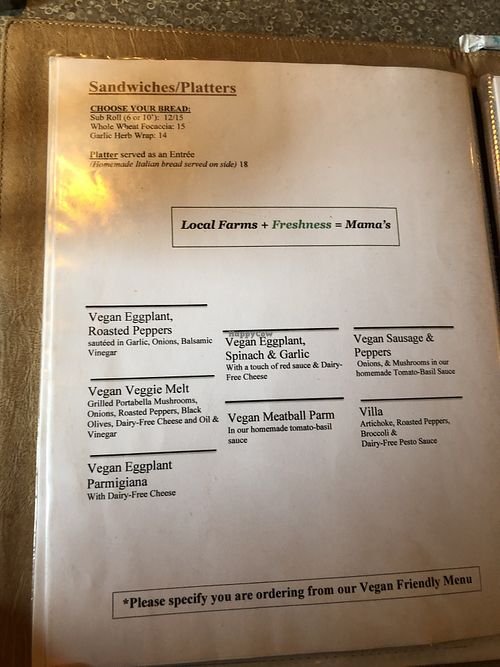 Sandwiches/Platters
CHOOSE YOUR BREAD:
Sub Roll (6 or 10"): 12/15
Whole Wheat Focaccia: 15
Garlic Herb Wrap: 14
Platter served as an Entrée
(Homemade Italian bread served on side) 18
Local Farms + Freshness = Mama's
Vegan Eggplant,
Roasted Peppers
sautéed in Garlic, Onions, Balsamic
Vinegar
Vegan Veggie Melt
Grilled Portabella Mushrooms,
Onions, Roasted Peppers, Black
Olives, Dairy-Free Cheese and Oil &
Vinegar
Vegan Eggplant
Parmigiana
With Dairy-Free Cheese
HappyCow
Vegan Eggplant,
Spinach & Garlic
With a touch of red sauce & Dairy-
Free Cheese
Vegan Meatball Parm
In our homemade tomato-basil
sauce
Vegan Sausage &
Peppers
Onions, & Mushrooms in our
homemade Tomato-Basil Sauce
Villa
Artichoke, Roasted Peppers,
Broccoli &
Dairy-Free Pesto Sauce
*Please specify you are ordering from our Vegan Friendly Menu